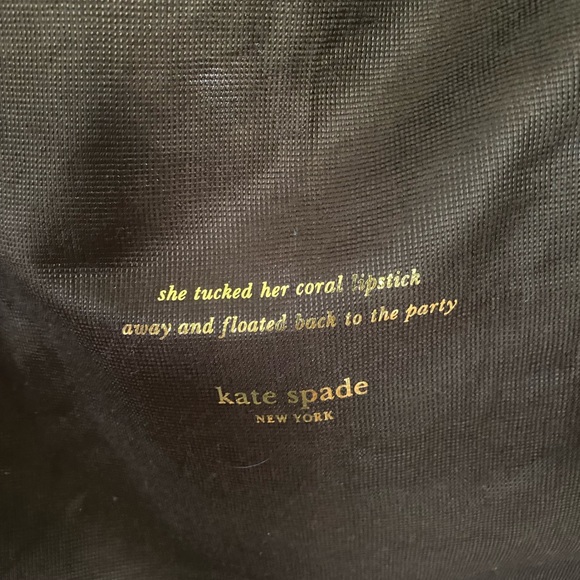 she tucked her coral lipstick
away and floated back to the party
kate spade
NEW YORK